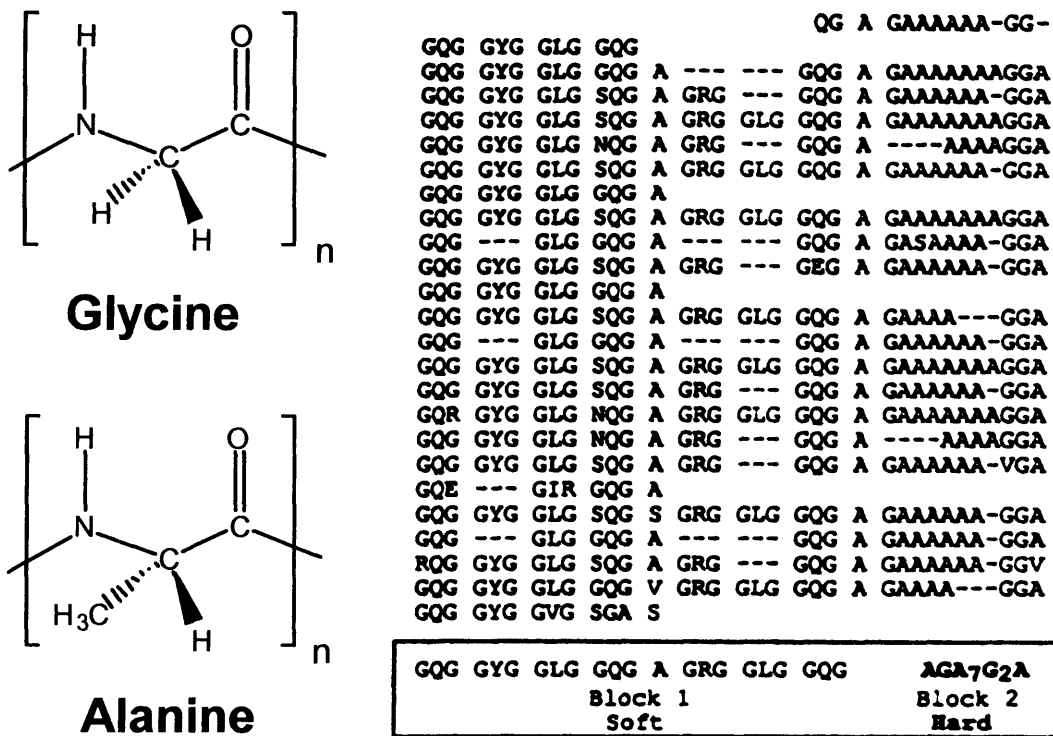 H
O
N
C
C
H
H
n
Glycine
H
O
N
C
C
H₃C
H
n
Alanine
QG A GAAAAAA-GG-
GQG GYG GLG GQG
GQG GYG GLG GQG A --- --- GQG A GAAAAAAAGGA
GQG GYG GLG SQG A GRG --- GQG A GAAAAAA-GGA
GQG GYG GLG SQG A GRG GLG GQG A GAAAAAAAGGA
GQG GYG GLG NQG A GRG --- GQG A ----AAAAGGA
GQG GYG GLG SQG A GRG GLG GQG A GAAAAAAAGGA
GQG GYG GLG GQG A
GQG GYG GLG SQG A GRG GLG GQG A GAAAAAAAGGA
GQG --- GLG GQG A --- --- GQG A GASAAAA-GGA
GQG GYG GLG SQG A GRG --- GEG A GAAAAAA-GGA
GQG GYG GLG GQG A
GQG GYG GLG SQG A GRG GLG GQG A GAAAA---GGA
GQG --- GLG GQG A --- --- GQG A GAAAAAA-GGA
GQG GYG GLG SQG A GRG GLG GQG A GAAAAAAAGGA
GQG GYG GLG SQG A GRG --- GQG A GAAAAAA-GGA
GQR GYG GLG NQG A GRG GLG GQG A GAAAAAAAGGA
GQG GYG GLG NQG A GRG --- GQG A ----AAAAGGA
GQG GYG GLG SQG A GRG --- GQG A GAAAAAA-VGA
GQE --- GIR GQG A
GQG GYG GLG SQG S GRG GLG GQG A GAAAAAA-GGA
GQG --- GLG GQG A --- --- GQG A GAAAAAA-GGA
RQG GYG GLG SQG A GRG --- GQG A GAAAAAA-GGV
GQG GYG GLG GQG V GRG GLG GQG A GAAAA---GGA
GQG GYG GVG SGA S
GQG GYG GLG GQG A GRG GLG GQG AGA₇G₂A
Block 1 Block 2
Soft Hard